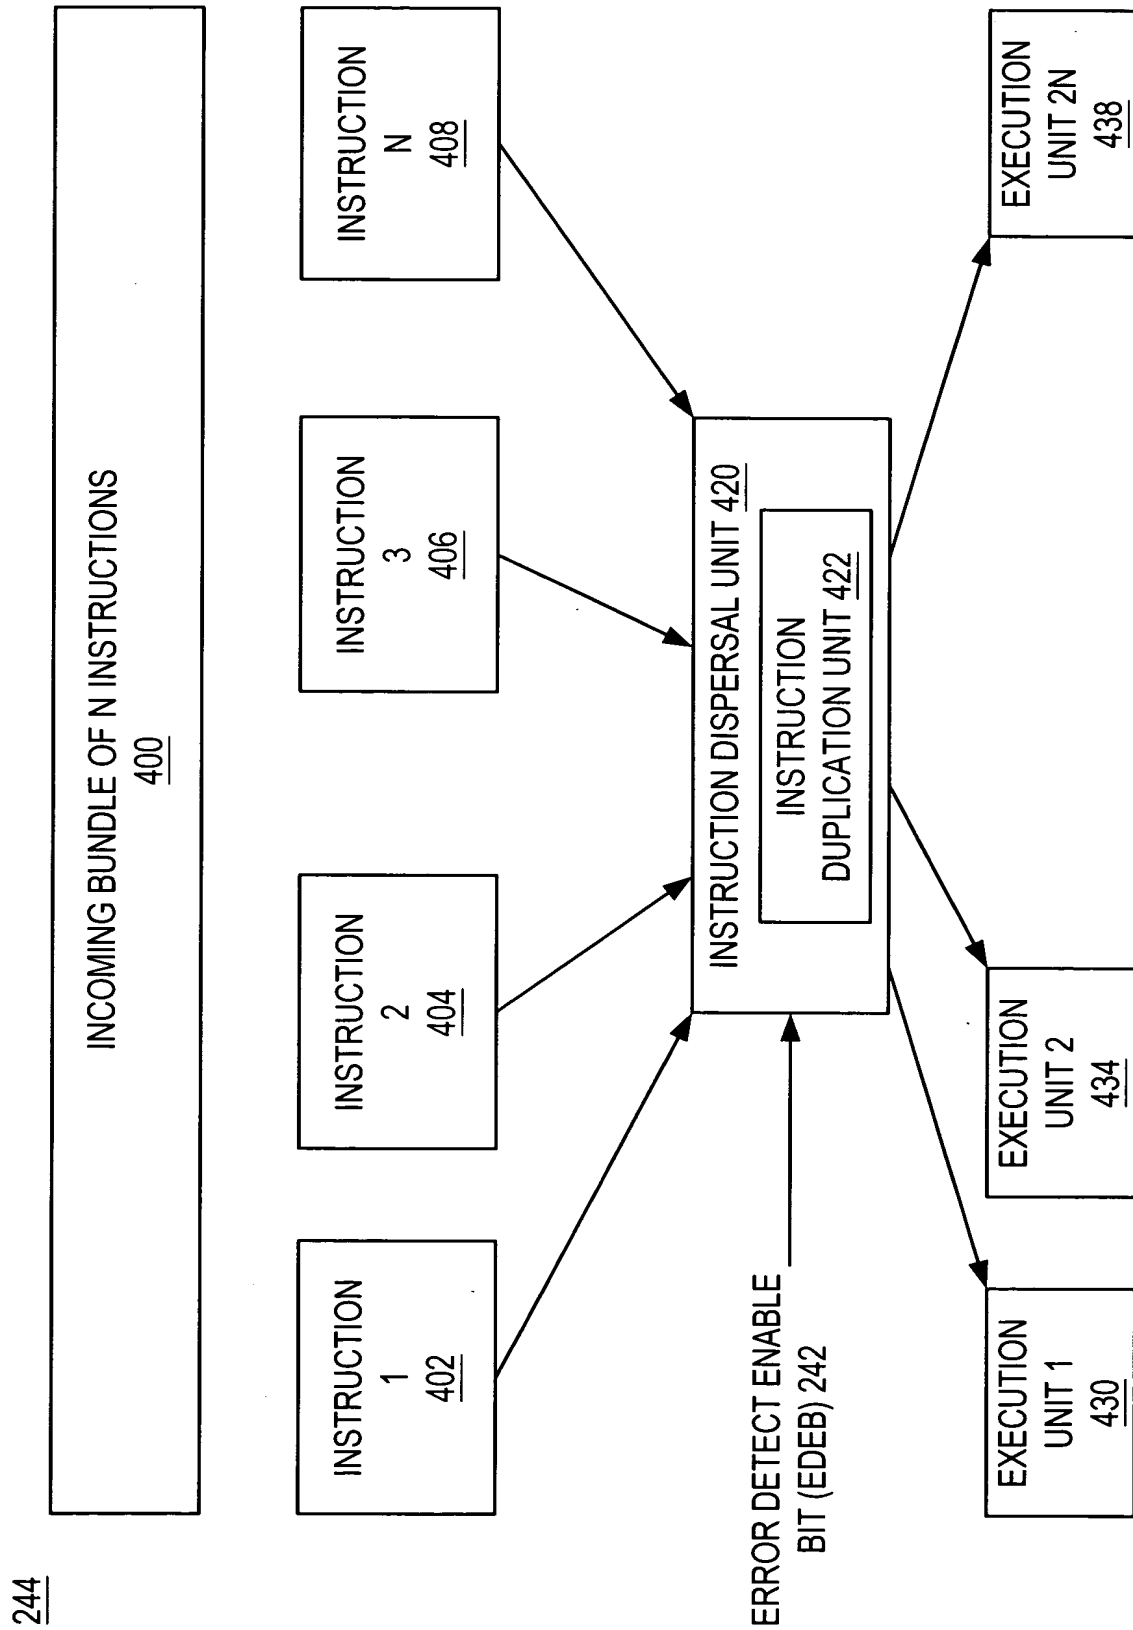 244
INCOMING BUNDLE OF N INSTRUCTIONS
400
INSTRUCTION
1
402
INSTRUCTION
2
404
INSTRUCTION
3
406
INSTRUCTION
N
408
ERROR DETECT ENABLE
BIT (EDEB) 242
INSTRUCTION DISPERSAL UNIT 420
INSTRUCTION
DUPLICATION UNIT 422
EXECUTION
UNIT 1
430
EXECUTION
UNIT 2
434
EXECUTION
UNIT 2N
438